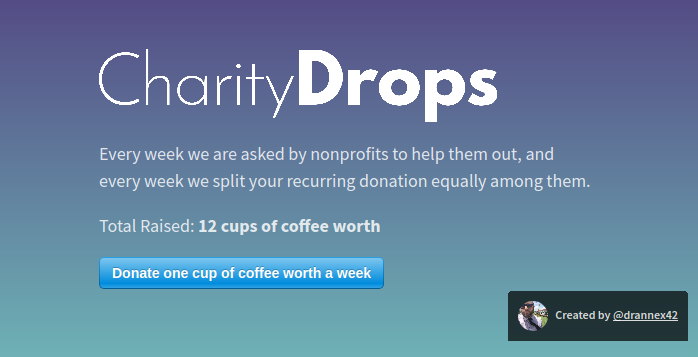 CharityDrops
Every week we are asked by nonprofits to help them out, and
every week we split your recurring donation equally among them.
Total Raised: 12 cups of coffee worth
Donate one cup of coffee worth a week
Created by @drannex42